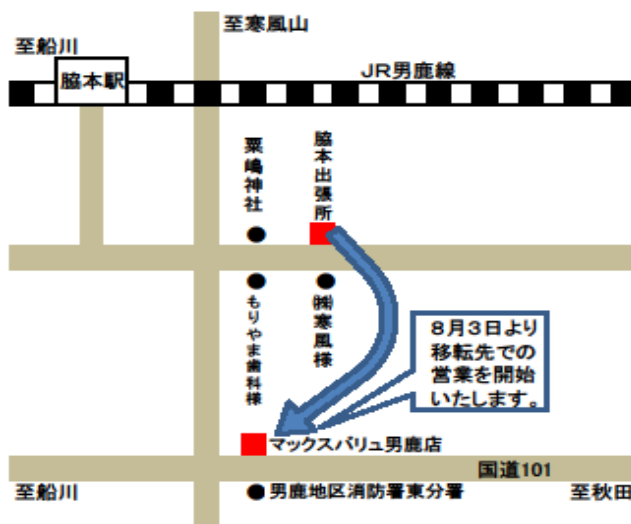 至寒風山
至船川
脇本駅
JR男鹿線
粟嶋神社
脇本出張所
もりやま歯科様
㈱寒風様
8月3日より
移転先での
営業を開始
いたします。
マックスバリュ男鹿店
国道101
至船川
男鹿地区消防署東分署
至秋田